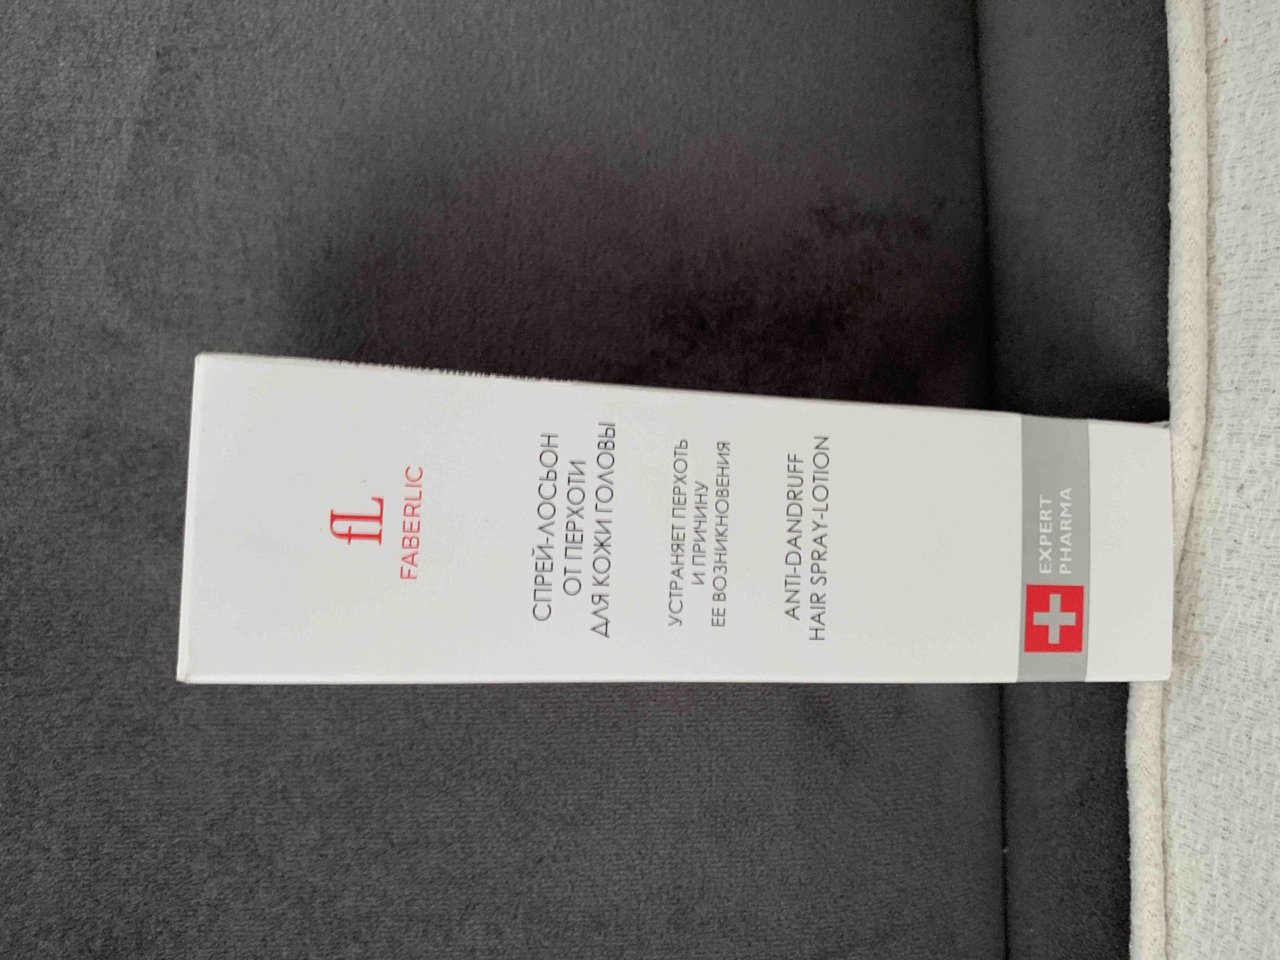 fL
FABERLIC
СПРЕЙ-ЛОСЬОН
ОТ ПЕРХОТИ
ДЛЯ КОЖИ ГОЛОВЫ
УСТРАНЯЕТ ПЕРХОТЬ
И ПРИЧИНУ
ЕЕ ВОЗНИКНОВЕНИЯ
ANTI-DANDRUFF
HAIR SPRAY-LOTION
EXPERT
PHARMA